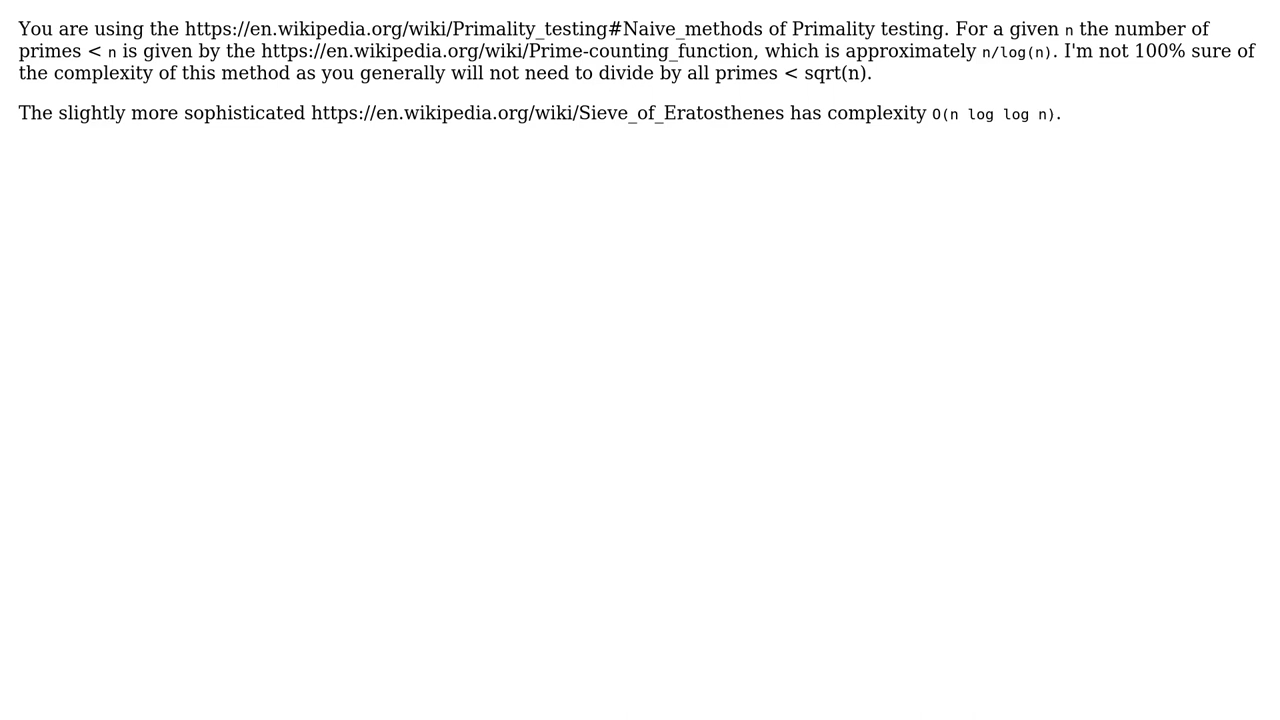 You are using the https://en.wikipedia.org/wiki/Primality_testing#Naive_methods of Primality testing. For a given n the number of
primes < n is given by the https://en.wikipedia.org/wiki/Prime-counting_function, which is approximately n/log(n). I'm not 100% sure of
the complexity of this method as you generally will not need to divide by all primes < sqrt(n).
The slightly more sophisticated https://en.wikipedia.org/wiki/Sieve_of_Eratosthenes has complexity O(n log log n).